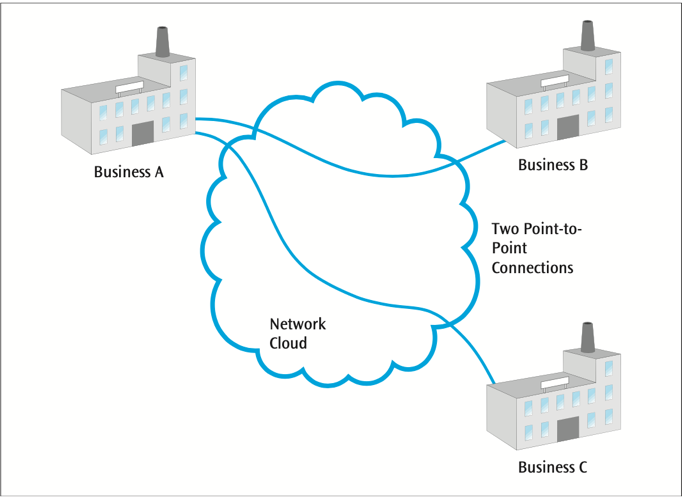 Business A
Business B
Two Point-to-
Point
Connections
Network
Cloud
Business C